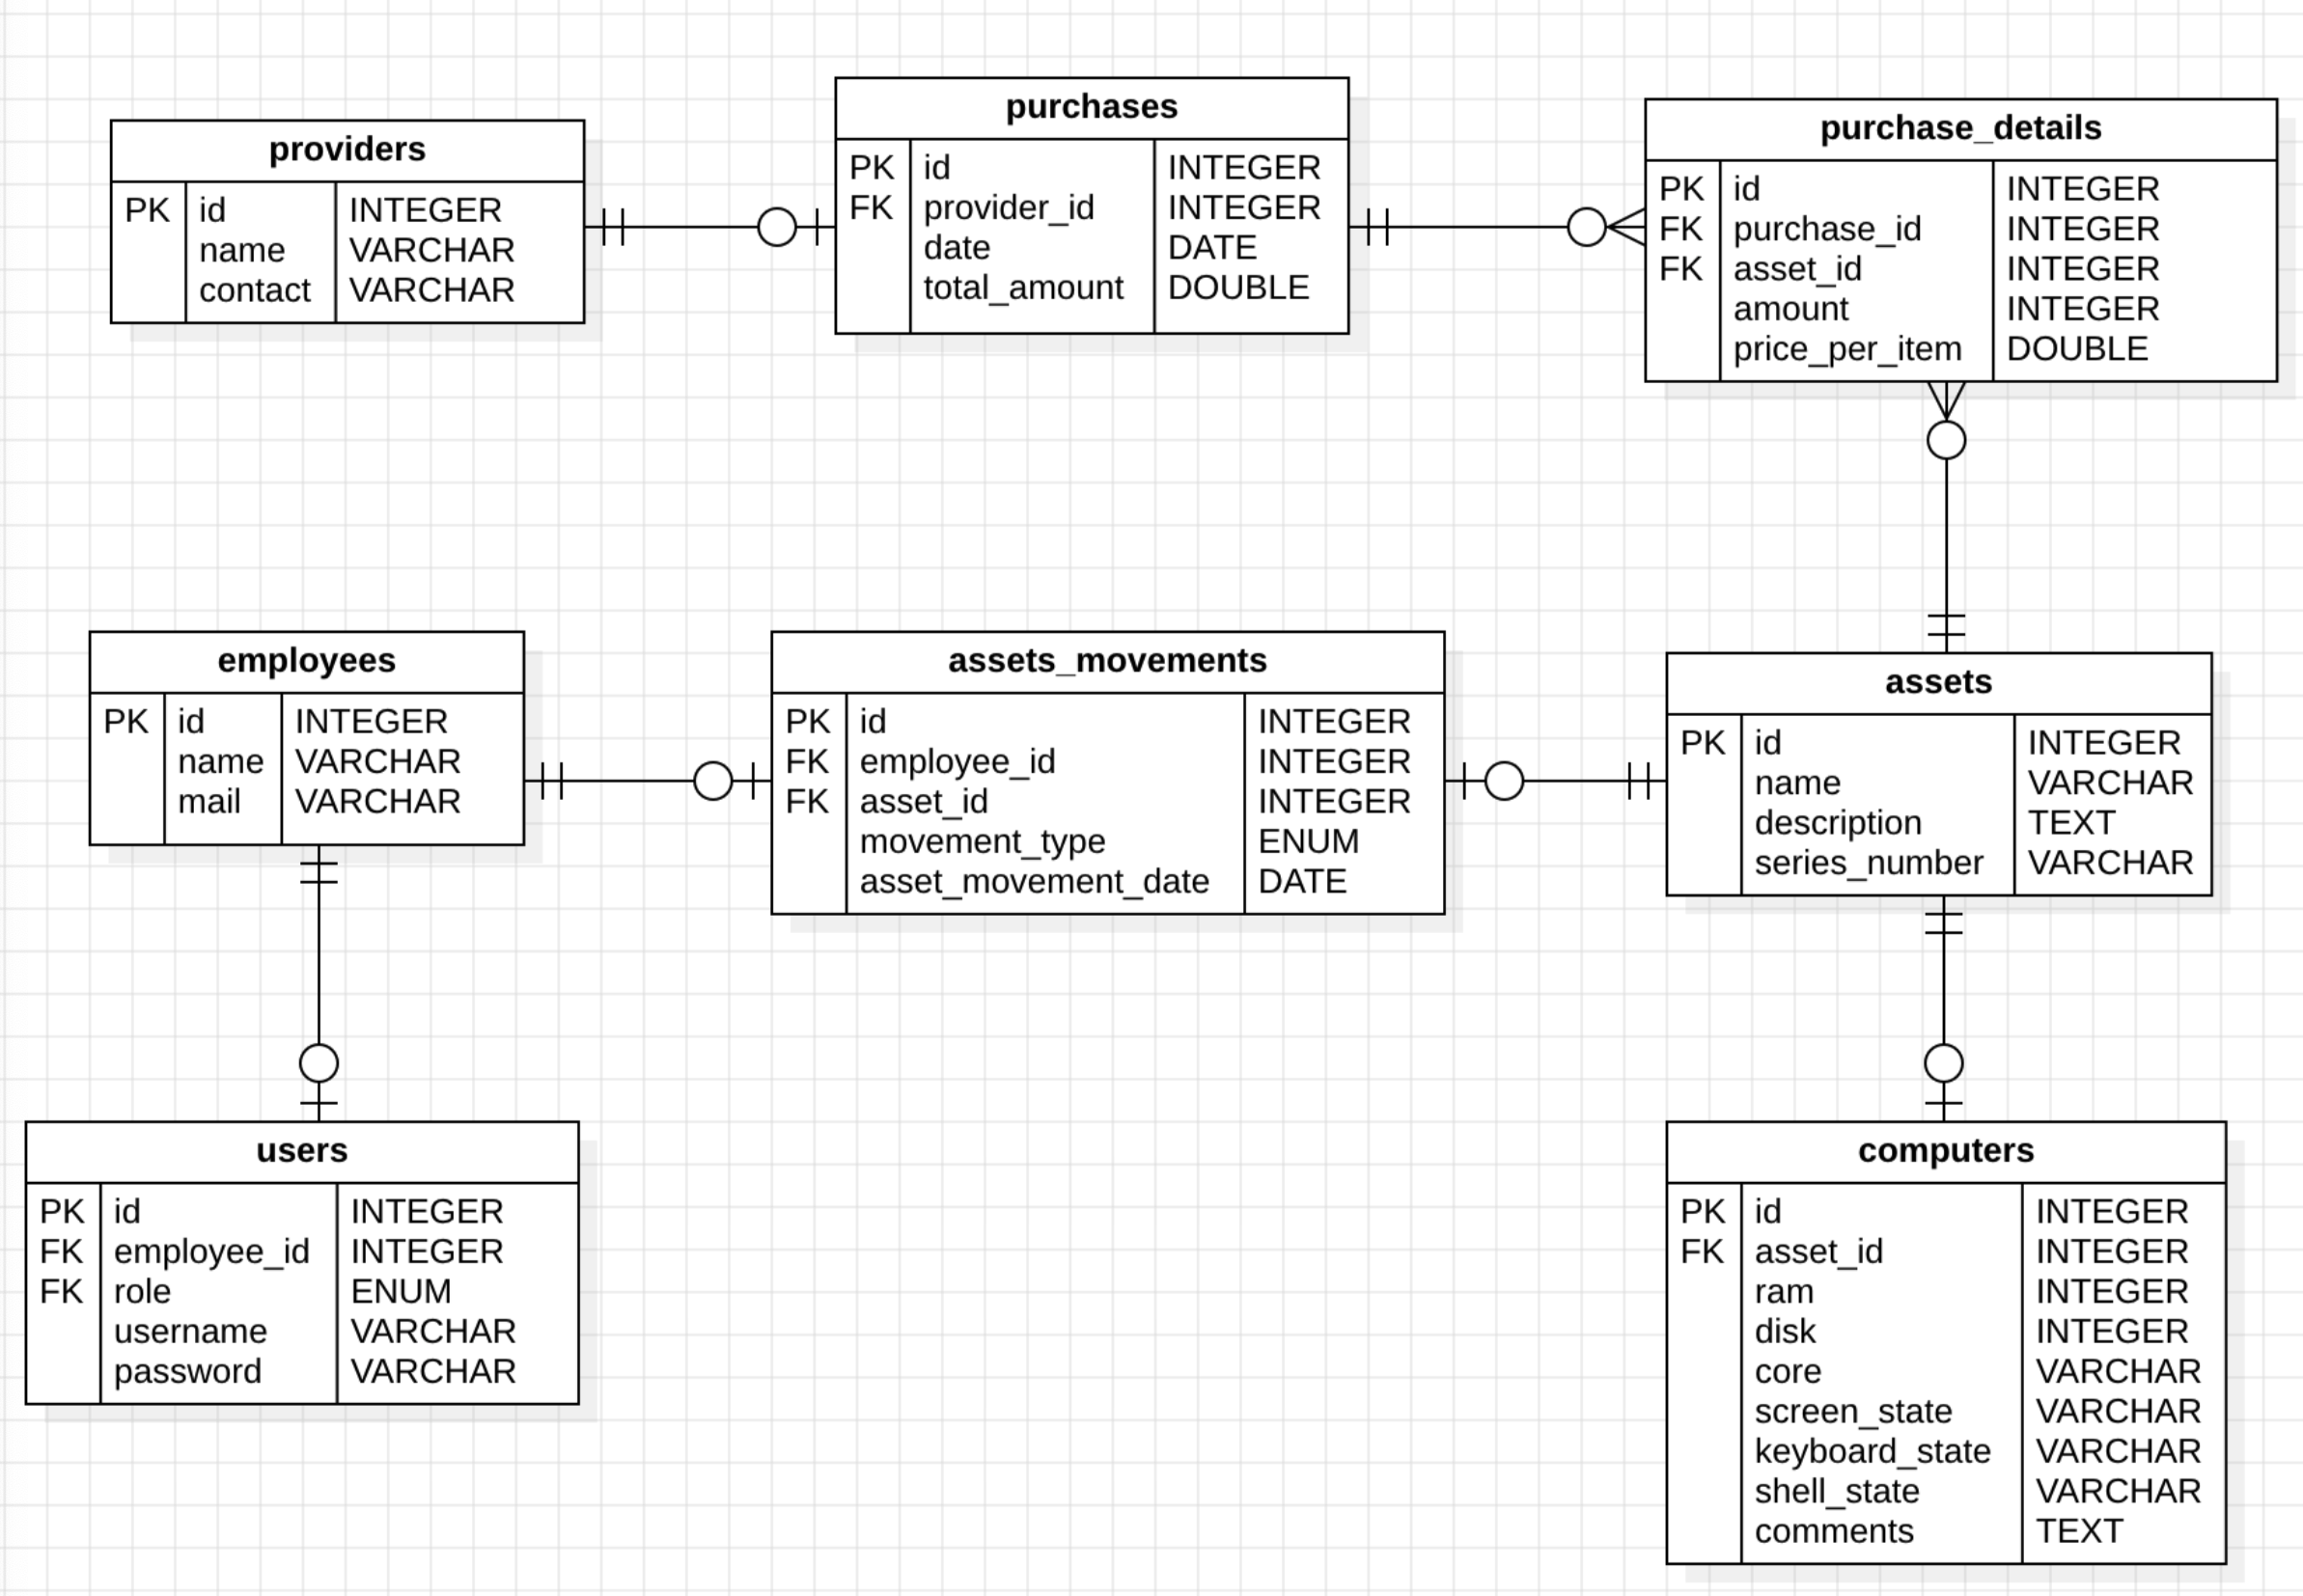 providers
PK id INTEGER
name VARCHAR
contact VARCHAR
purchases
PK id INTEGER
FK provider_id INTEGER
date DATE
total_amount DOUBLE
purchase_details
PK id INTEGER
FK purchase_id INTEGER
FK asset_id INTEGER
amount INTEGER
price_per_item DOUBLE
employees
PK id INTEGER
name VARCHAR
mail VARCHAR
assets_movements
PK id INTEGER
FK employee_id INTEGER
FK asset_id INTEGER
movement_type ENUM
asset_movement_date DATE
assets
PK id INTEGER
name VARCHAR
description TEXT
series_number VARCHAR
users
PK id INTEGER
FK employee_id INTEGER
FK role ENUM
username VARCHAR
password VARCHAR
computers
PK id INTEGER
FK asset_id INTEGER
ram INTEGER
disk INTEGER
core VARCHAR
screen_state VARCHAR
keyboard_state VARCHAR
shell_state VARCHAR
comments TEXT